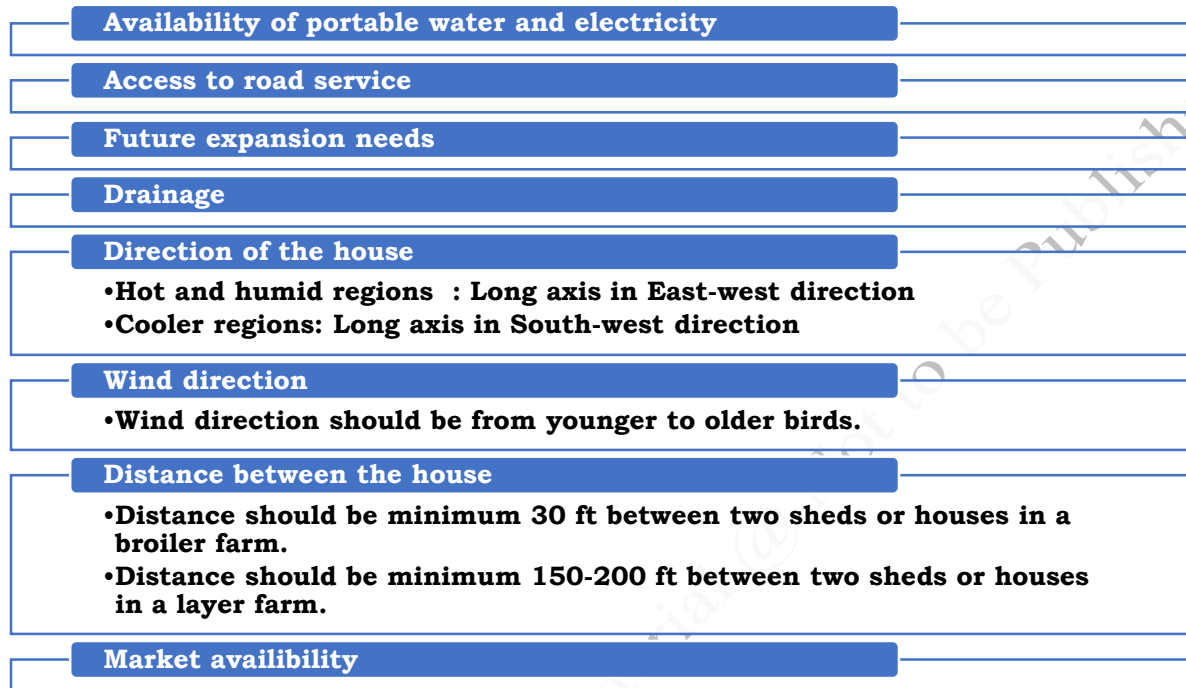 Availability of portable water and electricity
Access to road service
Future expansion needs
Drainage
Direction of the house
•Hot and humid regions : Long axis in East-west direction
•Cooler regions: Long axis in South-west direction
Wind direction
•Wind direction should be from younger to older birds.
Distance between the house
•Distance should be minimum 30 ft between two sheds or houses in a
broiler farm.
•Distance should be minimum 150-200 ft between two sheds or houses
in a layer farm.
Market availibility